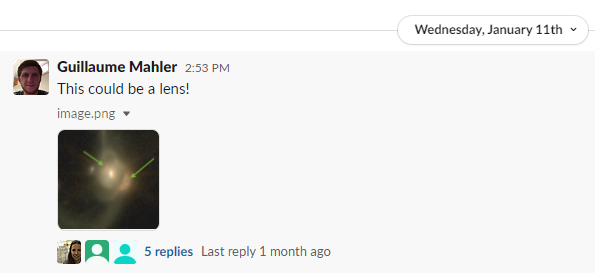 Wednesday, January 11th
Guillaume Mahler 2:53 PM
This could be a lens!
image.png
5 replies Last reply 1 month ago